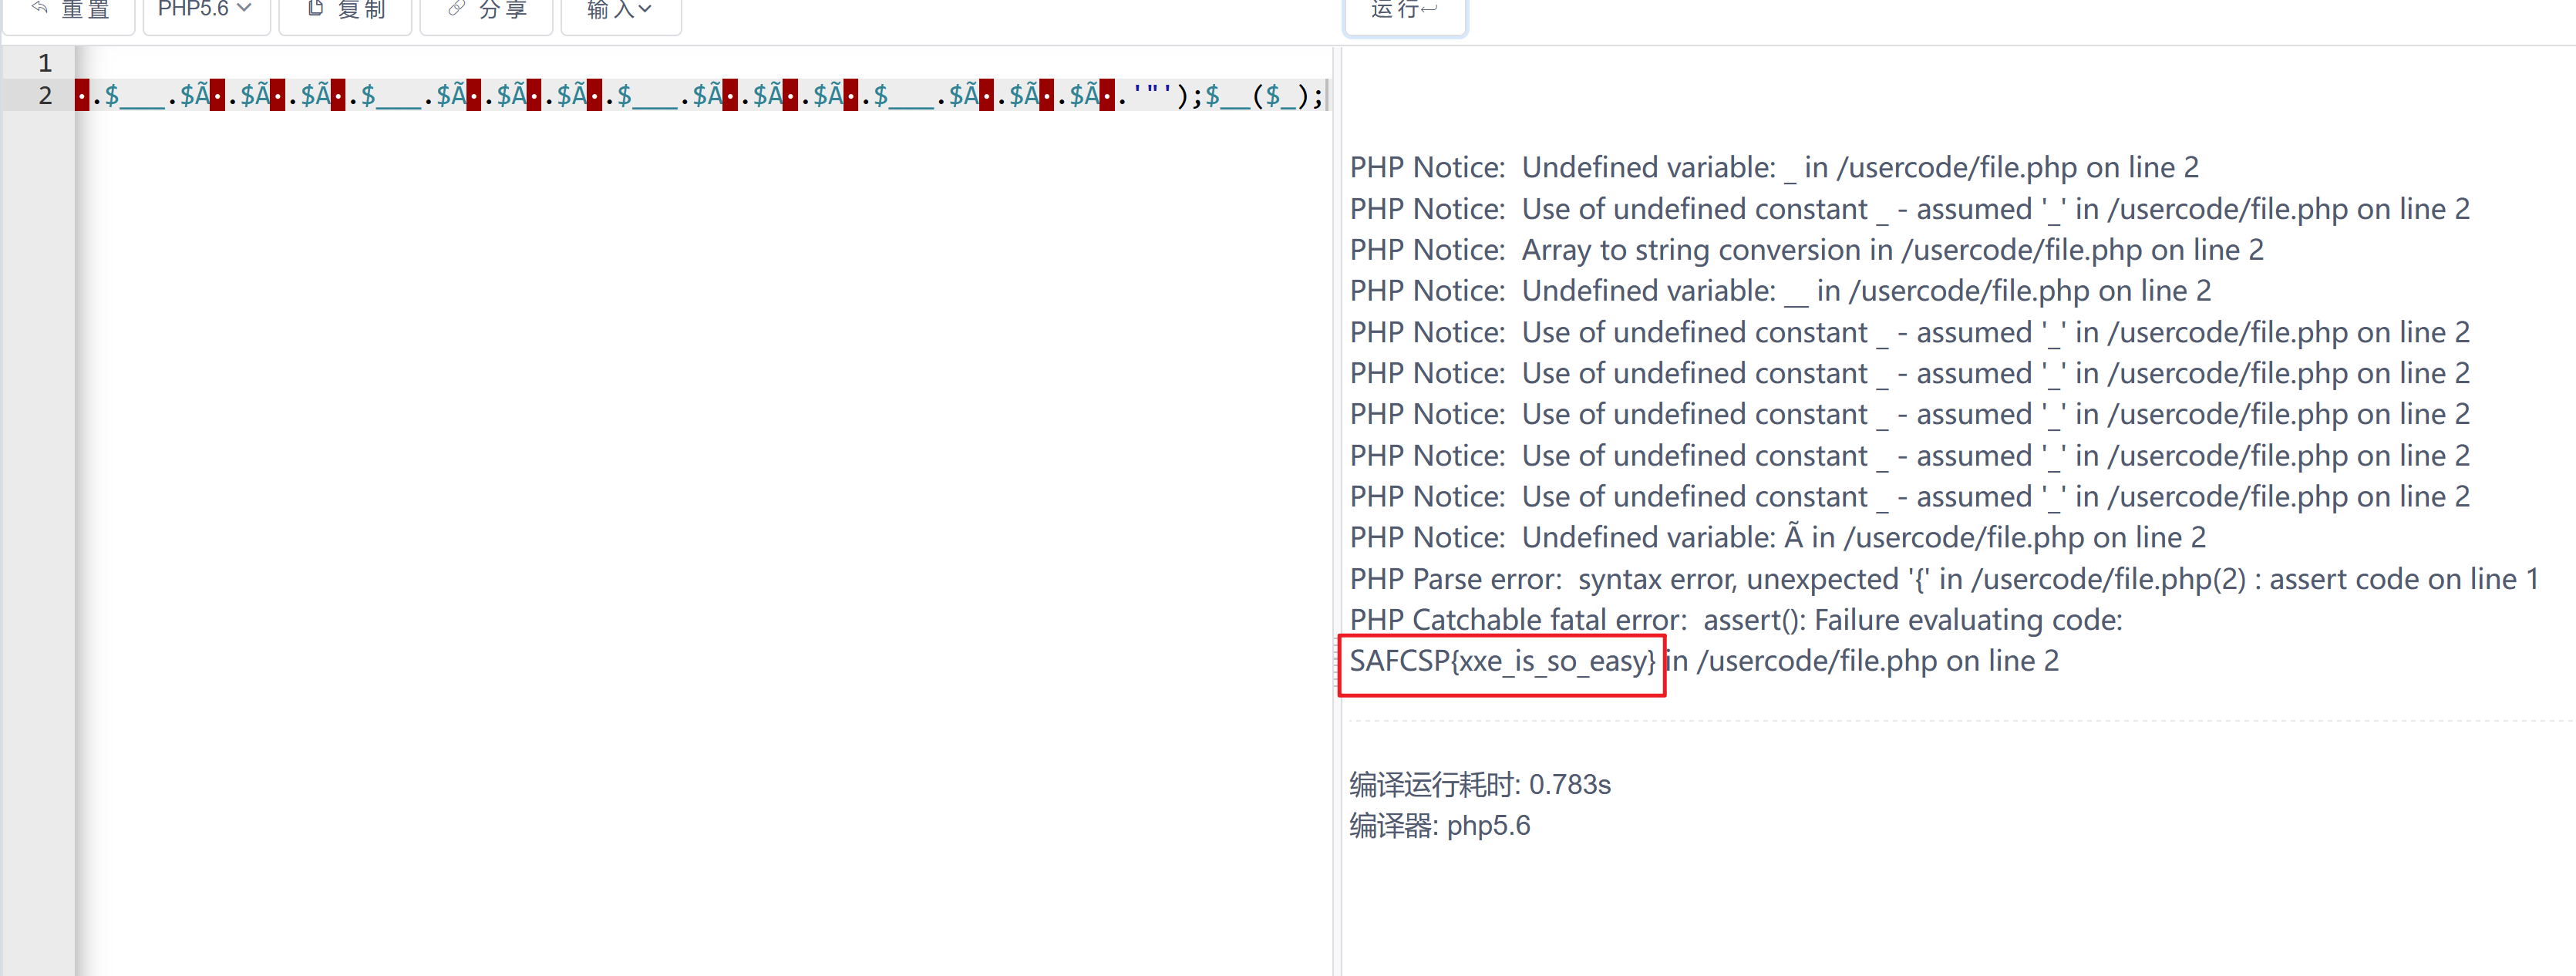 重置 PHP5.6 复制 分享 输入 运行
1
2 ·.$___.$Ã·.$Ã·.$Ã·.$___.$Ã·.$Ã·.$Ã·.$___.$Ã·.$Ã·.$Ã·.$___.$Ã·.$Ã·.$Ã·.'"');$__($_);
PHP Notice:  Undefined variable: _ in /usercode/file.php on line 2
PHP Notice:  Use of undefined constant _ - assumed '_' in /usercode/file.php on line 2
PHP Notice:  Array to string conversion in /usercode/file.php on line 2
PHP Notice:  Undefined variable: __ in /usercode/file.php on line 2
PHP Notice:  Use of undefined constant _ - assumed '_' in /usercode/file.php on line 2
PHP Notice:  Use of undefined constant _ - assumed '_' in /usercode/file.php on line 2
PHP Notice:  Use of undefined constant _ - assumed '_' in /usercode/file.php on line 2
PHP Notice:  Use of undefined constant _ - assumed '_' in /usercode/file.php on line 2
PHP Notice:  Use of undefined constant _ - assumed '_' in /usercode/file.php on line 2
PHP Notice:  Undefined variable: Ã in /usercode/file.php on line 2
PHP Parse error:  syntax error, unexpected '{' in /usercode/file.php(2) : assert code on line 1
PHP Catchable fatal error:  assert(): Failure evaluating code:
SAFCSP{xxe_is_so_easy} in /usercode/file.php on line 2
编译运行耗时: 0.783s
编译器: php5.6